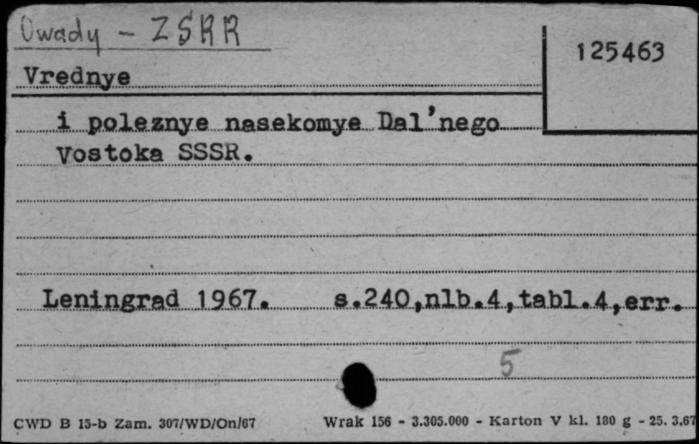 Owady - ZSRR
125463
Vrednye
i poleznye nasekomye Dal'nego
Vostoka SSSR.
Leningrad 1967. s.240,nlb.4,tabl.4,err.
5
CWD B 15-b Zam. 307/WD/On/67 Wrak 156 - 3.305.000 - Karton V kl. 180 g - 25. 3.67